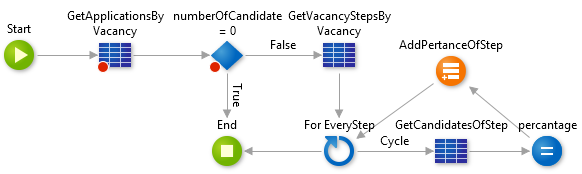 Start
GetApplicationsBy
Vacancy
numberOfCandidate
= 0
False
GetVacancyStepsBy
Vacancy
AddPertanceOfStep
True
End
For EveryStep
Cycle
GetCandidatesOfStep
percantage